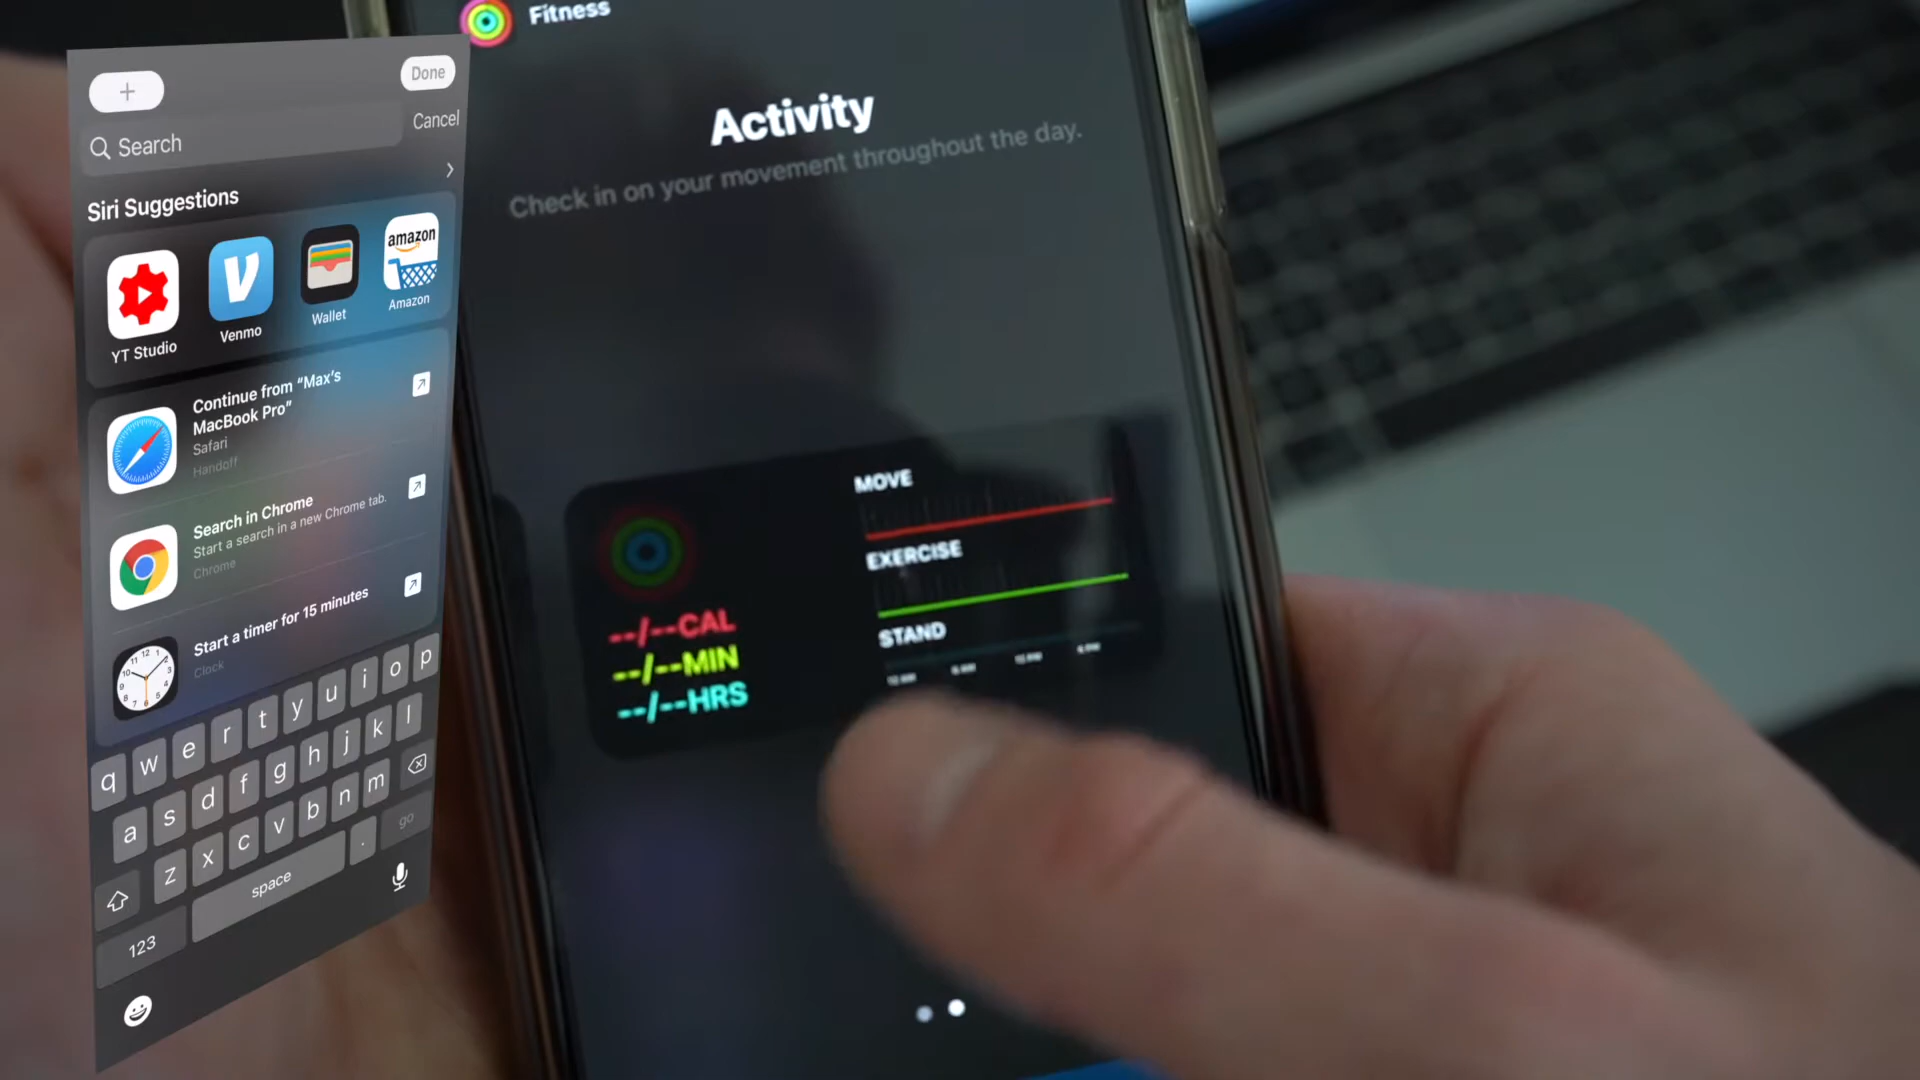 Fitness
Activity
Check in on your movement throughout the day.
MOVE
EXERCISE
STAND
--/--CAL
--/--MIN
--/--HRS
+
Done
Search
Cancel
Siri Suggestions
YT Studio
Venmo
Wallet
amazon
Amazon
Continue from “Max’s
MacBook Pro”
Safari
Handoff
Search in Chrome
Start a search in a new Chrome tab.
Chrome
Start a timer for 15 minutes
Clock
q w e r t y u i o p
a s d f g h j k l
z x c v b n m
123
space
.
go